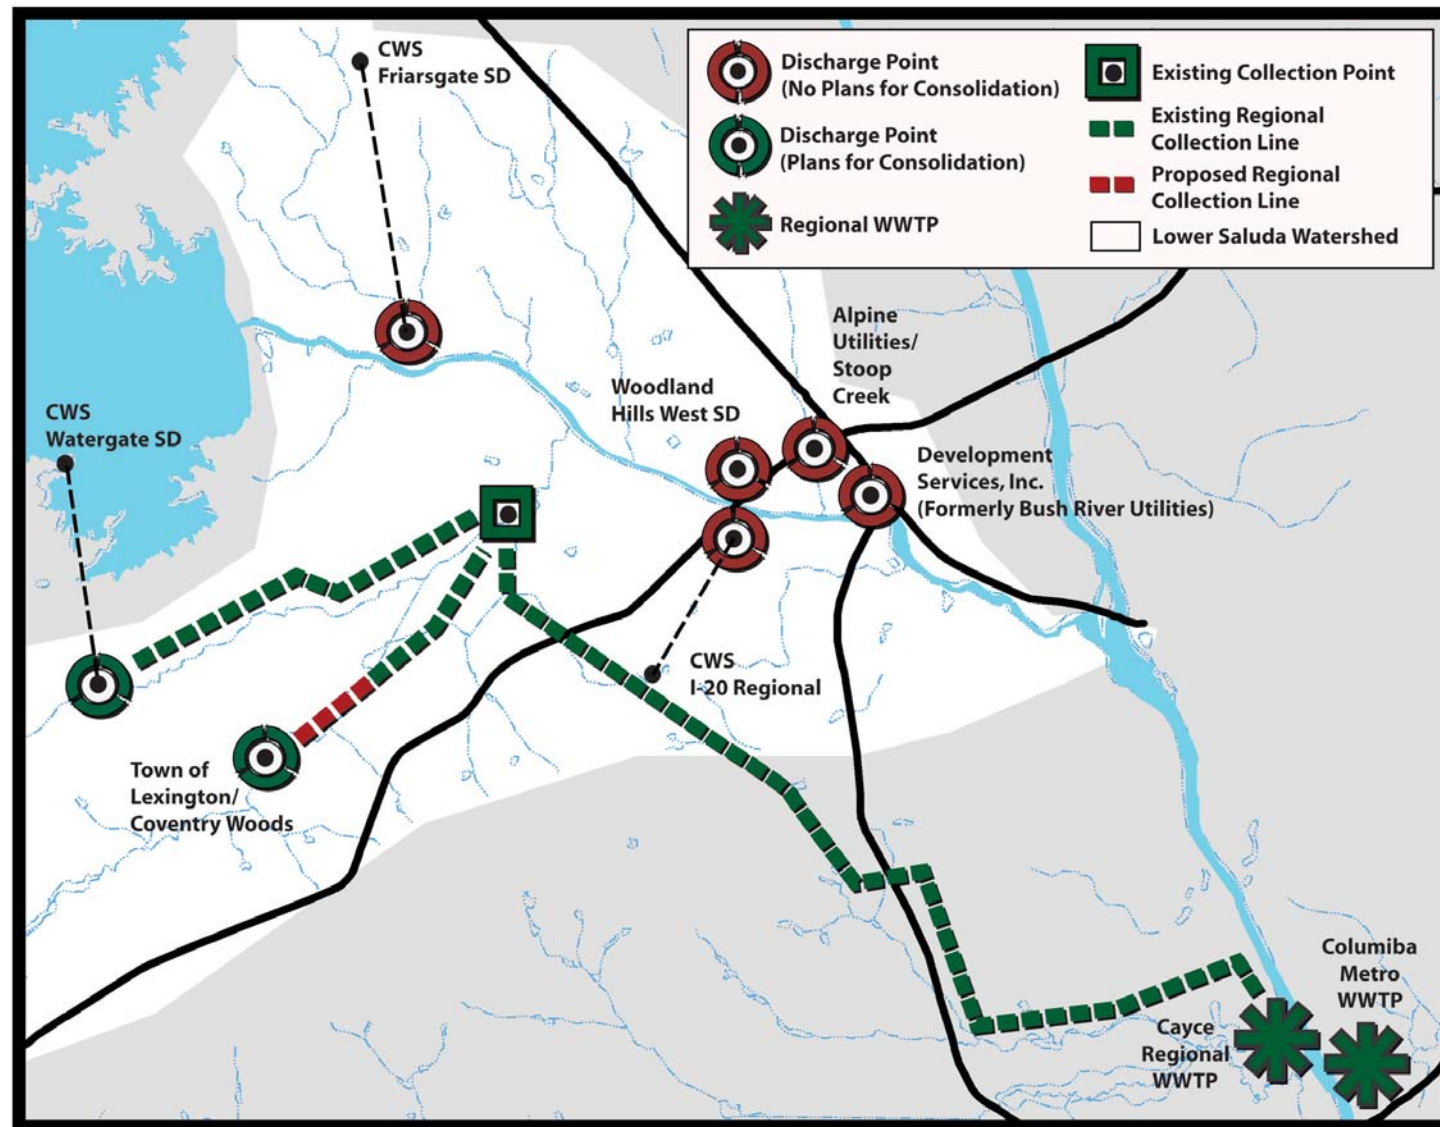 CWS
Friarsgate SD
Discharge Point
(No Plans for Consolidation)
Discharge Point
(Plans for Consolidation)
Regional WWTP
Existing Collection Point
Existing Regional
Collection Line
Proposed Regional
Collection Line
Lower Saluda Watershed
Alpine
Utilities/
Stoop
Creek
Woodland
Hills West SD
CWS
Watergate SD
Development
Services, Inc.
(Formerly Bush River Utilities)
CWS
I-20 Regional
Town of
Lexington/
Coventry Woods
Columiba
Metro
WWTP
Cayce
Regional
WWTP